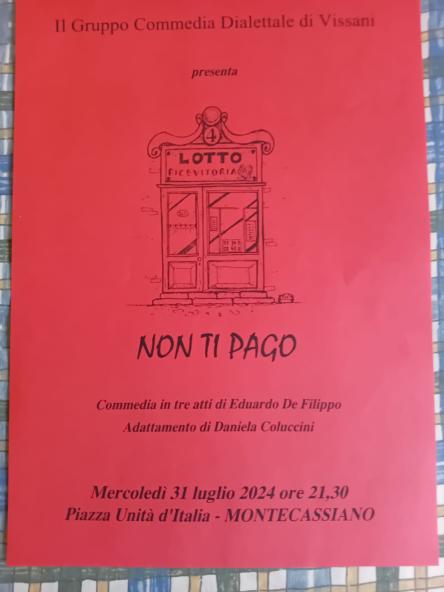 Il Gruppo Commedia Dialettale di Vissani
presenta
4
LOTTO
RICEVITORIA
NON TI PAGO
Commedia in tre atti di Eduardo De Filippo
Adattamento di Daniela Coluccini
Mercoledì 31 luglio 2024 ore 21,30
Piazza Unità d'Italia - MONTECASSIANO